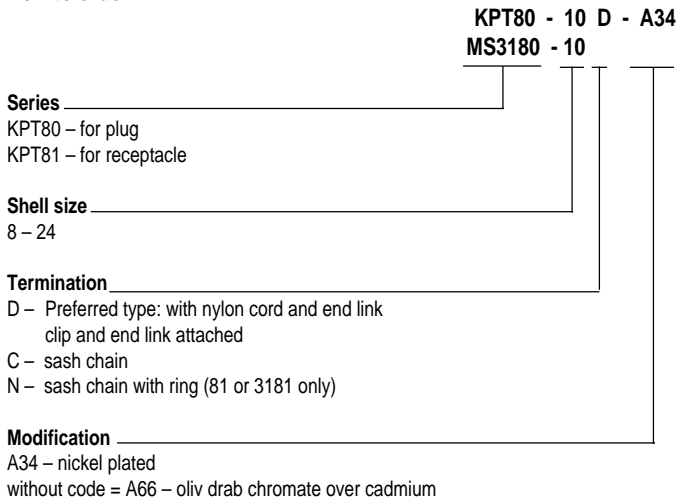 KPT80 - 10 D - A34
MS3180 - 10
Series
KPT80 – for plug
KPT81 – for receptacle
Shell size
8 – 24
Termination
D – Preferred type: with nylon cord and end link
clip and end link attached
C – sash chain
N – sash chain with ring (81 or 3181 only)
Modification
A34 – nickel plated
without code = A66 – oliv drab chromate over cadmium